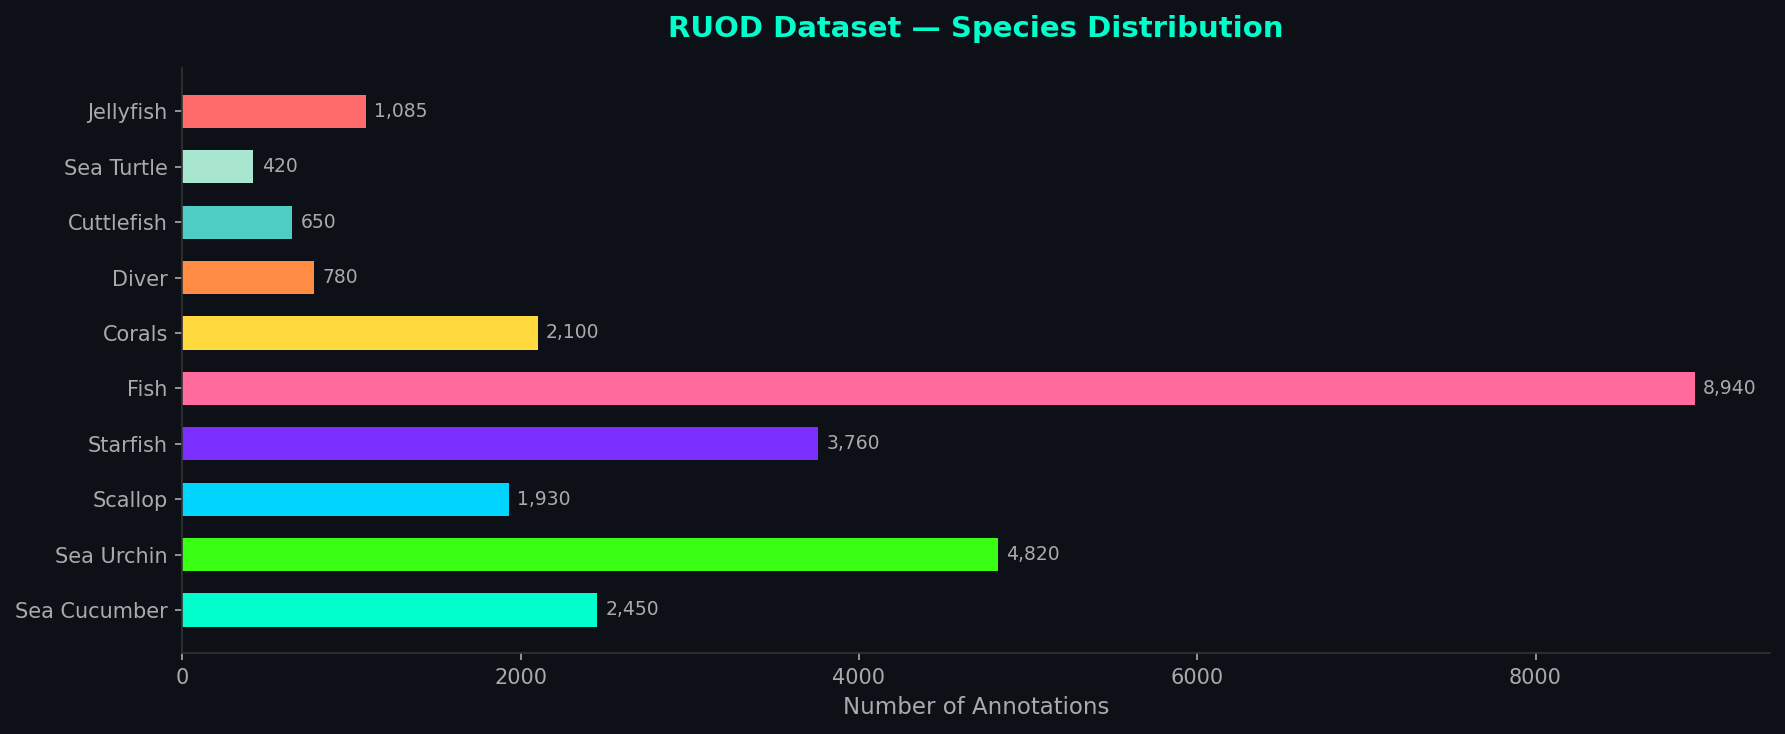 RUOD Dataset — Species Distribution
Jellyfish 1,085
Sea Turtle 420
Cuttlefish 650
Diver 780
Corals 2,100
Fish 8,940
Starfish 3,760
Scallop 1,930
Sea Urchin 4,820
Sea Cucumber 2,450
0 2000 4000 6000 8000
Number of Annotations